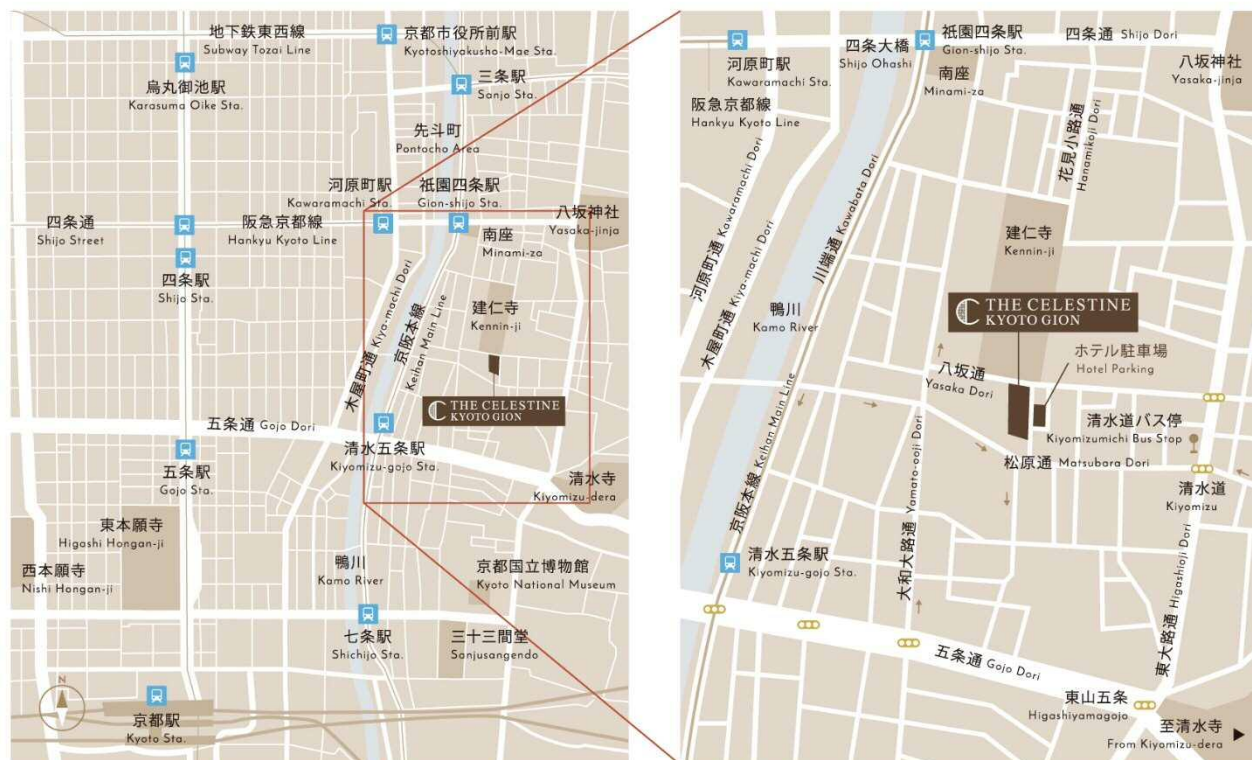 地下鉄東西線
Subway Tozai Line
京都市役所前駅
Kyotoshiyakusho-Mae Sta.
烏丸御池駅
Karasuma Oike Sta.
三条駅
Sanjo Sta.
先斗町
Pontocho Area
河原町駅
Kawaramachi Sta.
祇園四条駅
Gion-shijo Sta.
四条通
Shijo Street
阪急京都線
Hankyu Kyoto Line
八坂神社
Yasaka-jinja
南座
Minami-za
四条駅
Shijo Sta.
木屋町通 Kiya-machi Dori
京阪本線
Keihan Main Line
建仁寺
Kennin-ji
THE CELESTINE
KYOTO GION
五条通 Gojo Dori
清水五条駅
Kiyomizu-gojo Sta.
五条駅
Gojo Sta.
清水寺
Kiyomizu-dera
東本願寺
Higashi Hongan-ji
西本願寺
Nishi Hongan-ji
鴨川
Kamo River
京都国立博物館
Kyoto National Museum
七条駅
Shichijo Sta.
三十三間堂
Sanjusangendo
N
京都駅
Kyoto Sta.
河原町駅
Kawaramachi Sta.
四条大橋
Shijo Ohashi
祇園四条駅
Gion-shijo Sta.
四条通 Shijo Dori
八坂神社
Yasaka-jinja
南座
Minami-za
阪急京都線
Hankyu Kyoto Line
花見小路通
Hanamikoji Dori
河原町通 Kawaramachi Dori
木屋町通 Kiya-machi Dori
川端通 Kawabata Dori
建仁寺
Kennin-ji
鴨川
Kamo River
THE CELESTINE
KYOTO GION
ホテル駐車場
Hotel Parking
八坂通
Yasaka Dori
清水道バス停
Kiyomizumichi Bus Stop
松原通 Matsubara Dori
清水道
Kiyomizu
京阪本線 Keihan Main Line
大和大路通 Yamato-ooji Dori
清水五条駅
Kiyomizu-gojo Sta.
東大路通 Higashioji Dori
五条通 Gojo Dori
東山五条
Higashiyamagojo
至清水寺
From Kiyomizu-dera